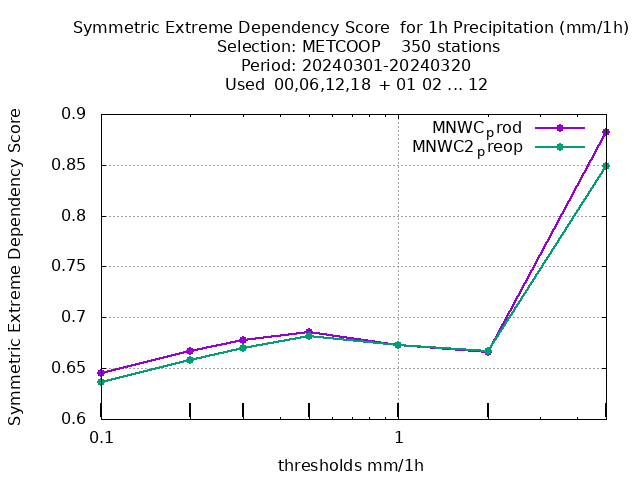 Symmetric Extreme Dependency Score  for 1h Precipitation (mm/1h)
Selection: METCOOP    350 stations
Period: 20240301-20240320
Used  00,06,12,18 + 01 02 ... 12
MNWCprod
MNWC2preop
Symmetric Extreme Dependency Score
0.9
0.85
0.8
0.75
0.7
0.65
0.6
0.1
1
thresholds mm/1h